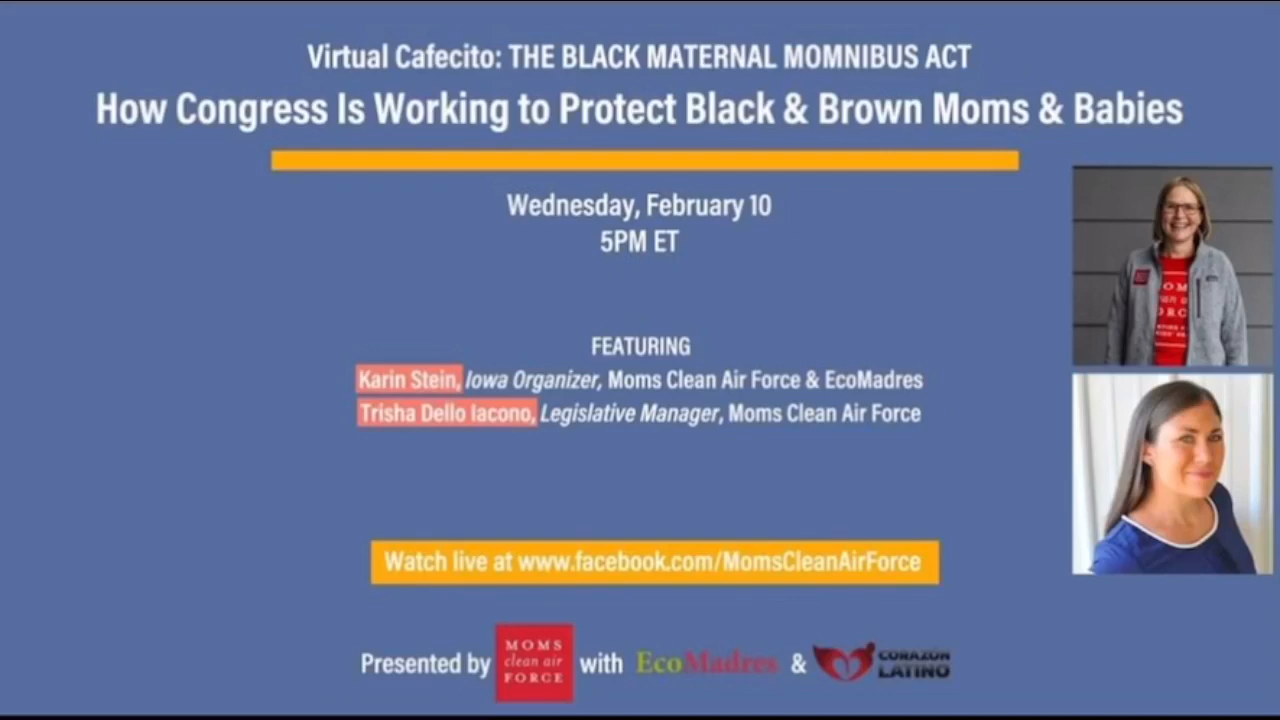 Virtual Cafecito: THE BLACK MATERNAL MOMNIBUS ACT
How Congress Is Working to Protect Black & Brown Moms & Babies
Wednesday, February 10
5PM ET
FEATURING
Karin Stein, Iowa Organizer, Moms Clean Air Force & EcoMadres
Trisha Dello Iacono, Legislative Manager, Moms Clean Air Force
Watch live at www.facebook.com/MomsCleanAirForce
Presented by MOMS clean air FORCE with EcoMadres & CORAZON LATINO